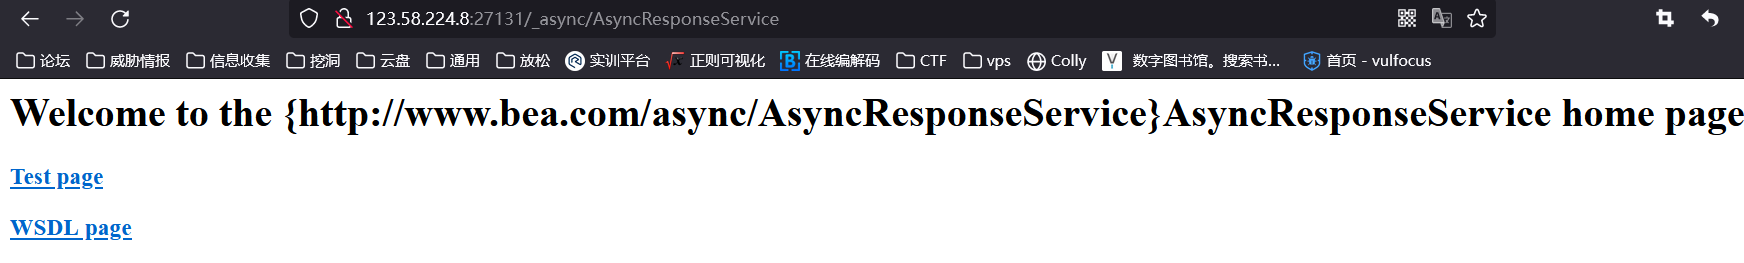 123.58.224.8:27131/_async/AsyncResponseService
论坛 威胁情报 信息收集 挖洞 云盘 通用 放松 实训平台 正则可视化 在线编解码 CTF vps Colly 数字图书馆。搜索书... 首页 - vulfocus
Welcome to the {http://www.bea.com/async/AsyncResponseService}AsyncResponseService home page
Test page
WSDL page